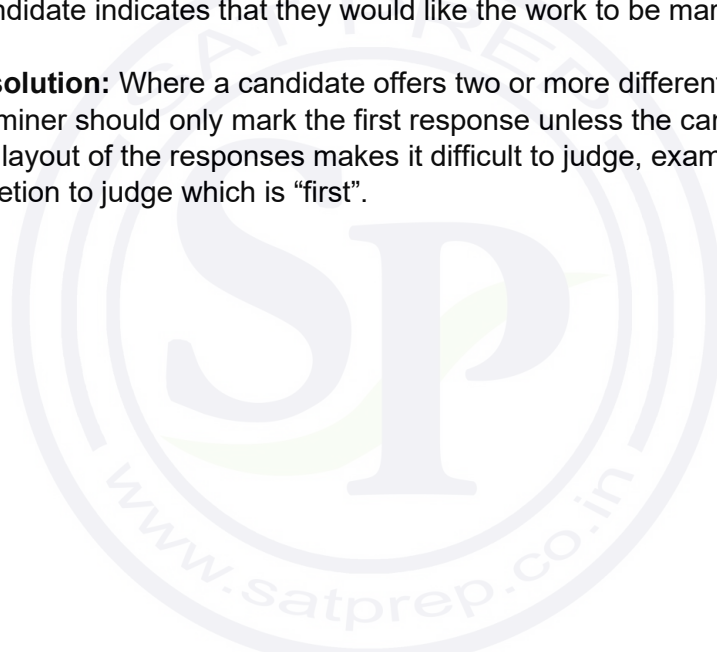 ndidate indicates that they would like the work to be mar
solution: Where a candidate offers two or more different
miner should only mark the first response unless the car
layout of the responses makes it difficult to judge, exam
etion to judge which is “first”.
SATPREP
SP
www.satprep.co.in